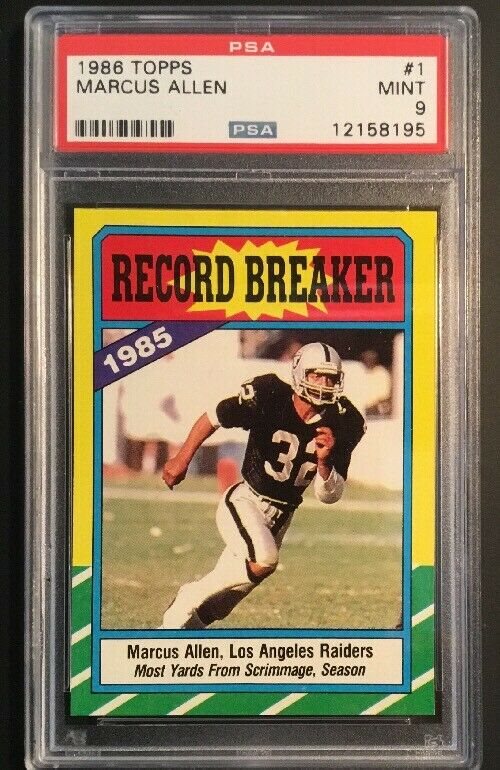 PSA
1986 TOPPS #1
MARCUS ALLEN MINT
9
PSA 12158195
RECORD BREAKER
1985
32
Marcus Allen, Los Angeles Raiders
Most Yards From Scrimmage, Season